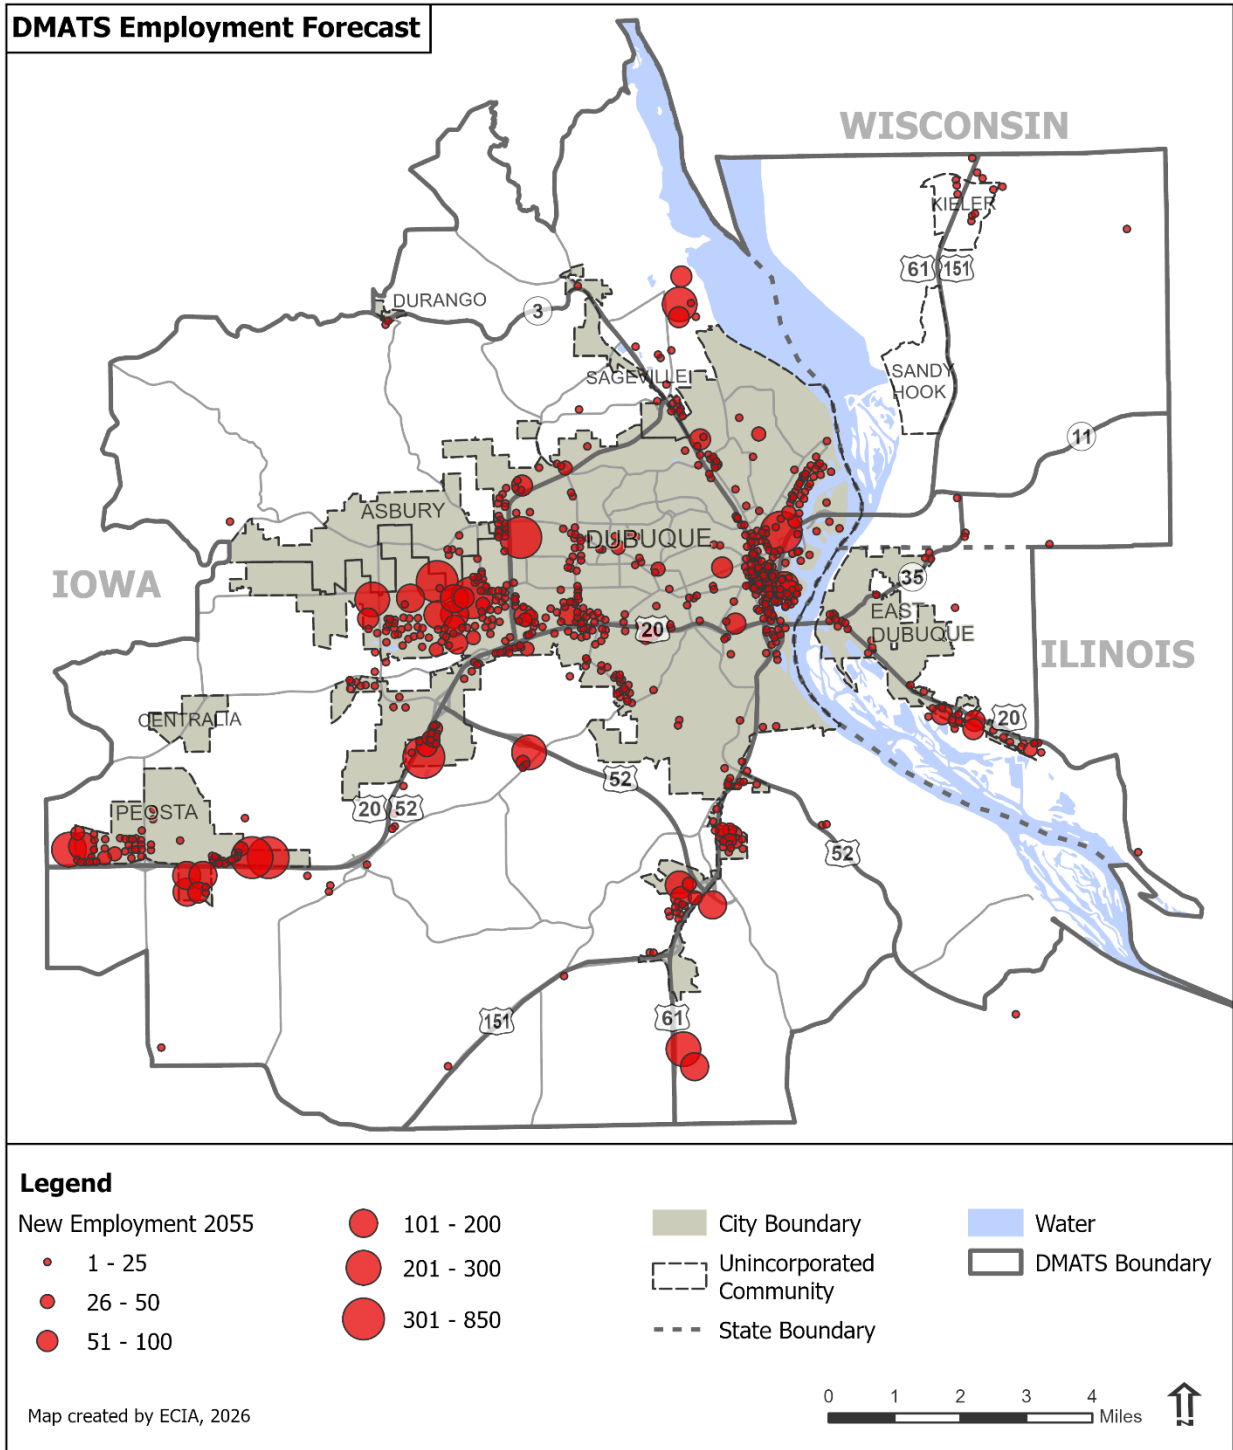 DMATS Employment Forecast
WISCONSIN
KIELER
61
151
DURANGO
3
SAGEVILLE
SANDY
HOOK
11
ASBURY
DUBUQUE
IOWA
35
EAST
DUBUQUE
20
ILINOIS
CENTRALIA
20
52
20
52
PEOSTA
52
151
61
Legend
New Employment 2055
1 - 25
26 - 50
51 - 100
101 - 200
201 - 300
301 - 850
City Boundary
Unincorporated
Community
State Boundary
Water
DMATS Boundary
Map created by ECIA, 2026
0 1 2 3 4
Miles
N